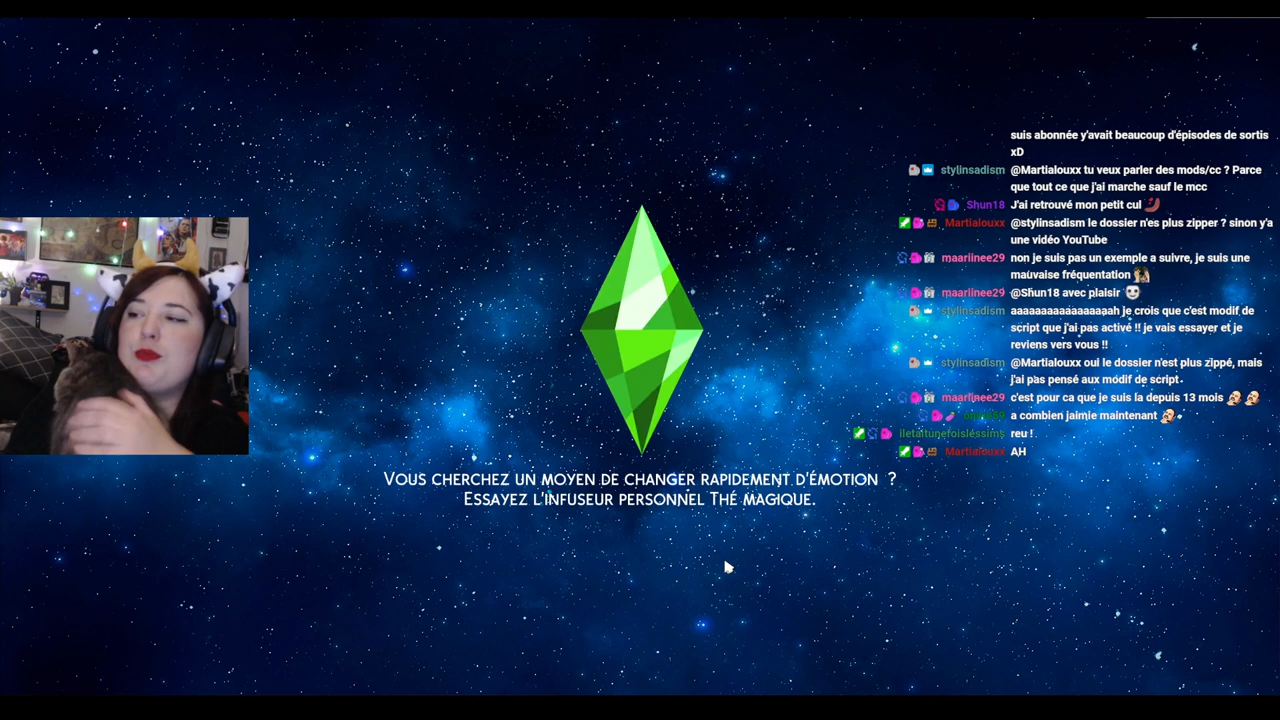 suis abonnée y'avait beaucoup d'épisodes de sortis
xD
stylinsadism @Martialouxx tu veux parler des mods/cc ? Parce
que tout ce que j'ai marche sauf le mcc
Shun18 J'ai retrouvé mon petit cul
Martialouxx @stylinsadism le dossier n'es plus zipper ? sinon y'a
une vidéo YouTube
maariinee29 non je suis pas un exemple a suivre, je suis une
mauvaise fréquentation
maariinee29 @Shun18 avec plaisir
stylinsadism aaaaaaaaaaaaaaaah je crois que c'est modif de
script que j'ai pas activé !! je vais essayer et je
reviens vers vous !!
stylinsadism @Martialouxx oui le dossier n'est plus zippé, mais
j'ai pas pensé aux modif de script
maariinee29 c'est pour ca que je suis la depuis 13 mois
a combien jaimie maintenant
iletaitunefoislessims reu !
Martialouxx AH
Vous cherchez un moyen de changer rapidement d'émotion ?
Essayez l'infuseur personnel Thé magique.